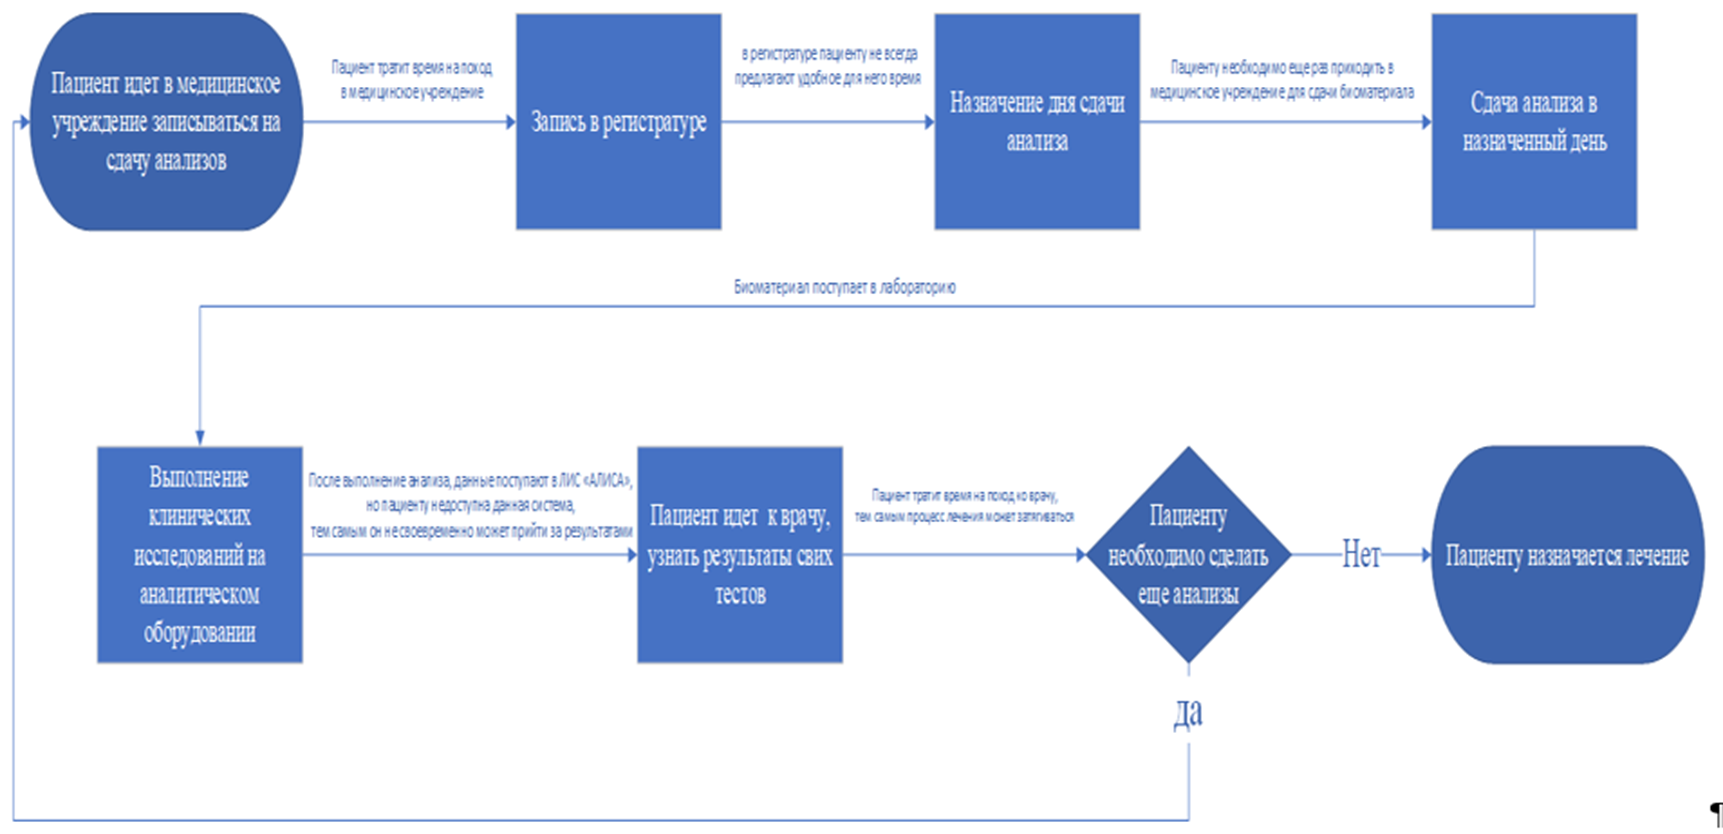 Пациент идет в медицинское
учреждение записываться на
сдачу анализов
Пациент тратит время на поход
в медицинское учреждение
Запись в регистратуре
в регистратуре пациенту не всегда
предлагают удобное для него время
Назначение дня сдачи
анализа
Пациенту необходимо еще раз приходить в
медицинское учреждение для сдачи биоматериала
Сдача анализа в
назначенный день
Биоматериал поступает в лабораторию
Выполнение
клинических
исследований на
аналитическом
оборудовании
После выполнение анализа, данные поступают в ЛИС «АЛИСА»,
но пациенту недоступна данная система,
тем самым он не своевременно может прийти за результатами
Пациент идет к врачу,
узнать результаты свих
тестов
Пациент тратит время на поход ко врачу,
тем самым процесс лечения может затягиваться
Пациенту
необходимо сделать
еще анализы
Нет
Пациенту назначается лечение
да
¶